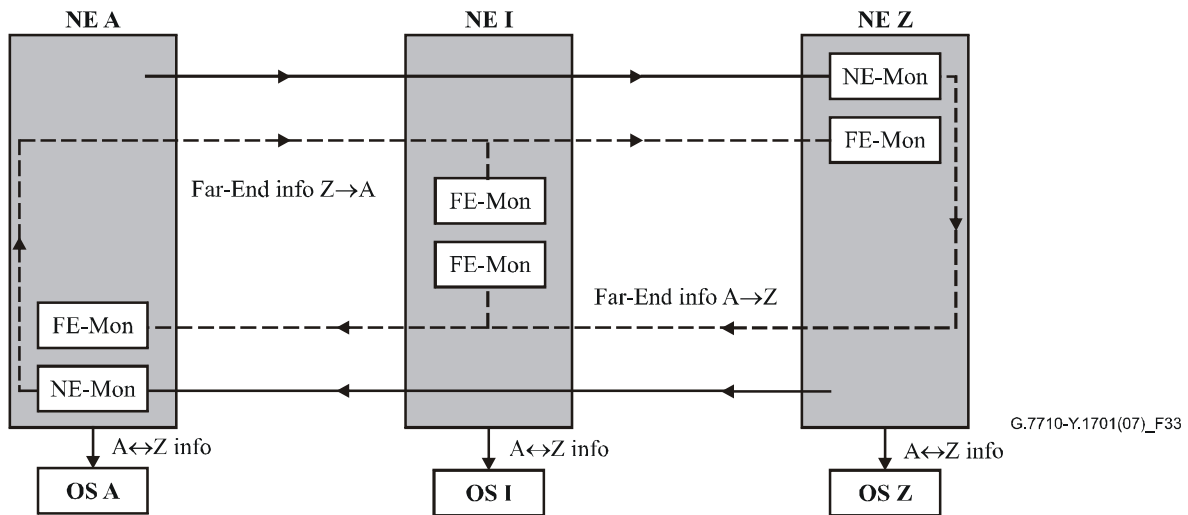 NE A
NE I
NE Z
NE-Mon
FE-Mon
Far-End info Z→A
FE-Mon
FE-Mon
Far-End info A→Z
FE-Mon
NE-Mon
G.7710-Y.1701(07)_F33
A↔Z info
A↔Z info
A↔Z info
OS A
OS I
OS Z